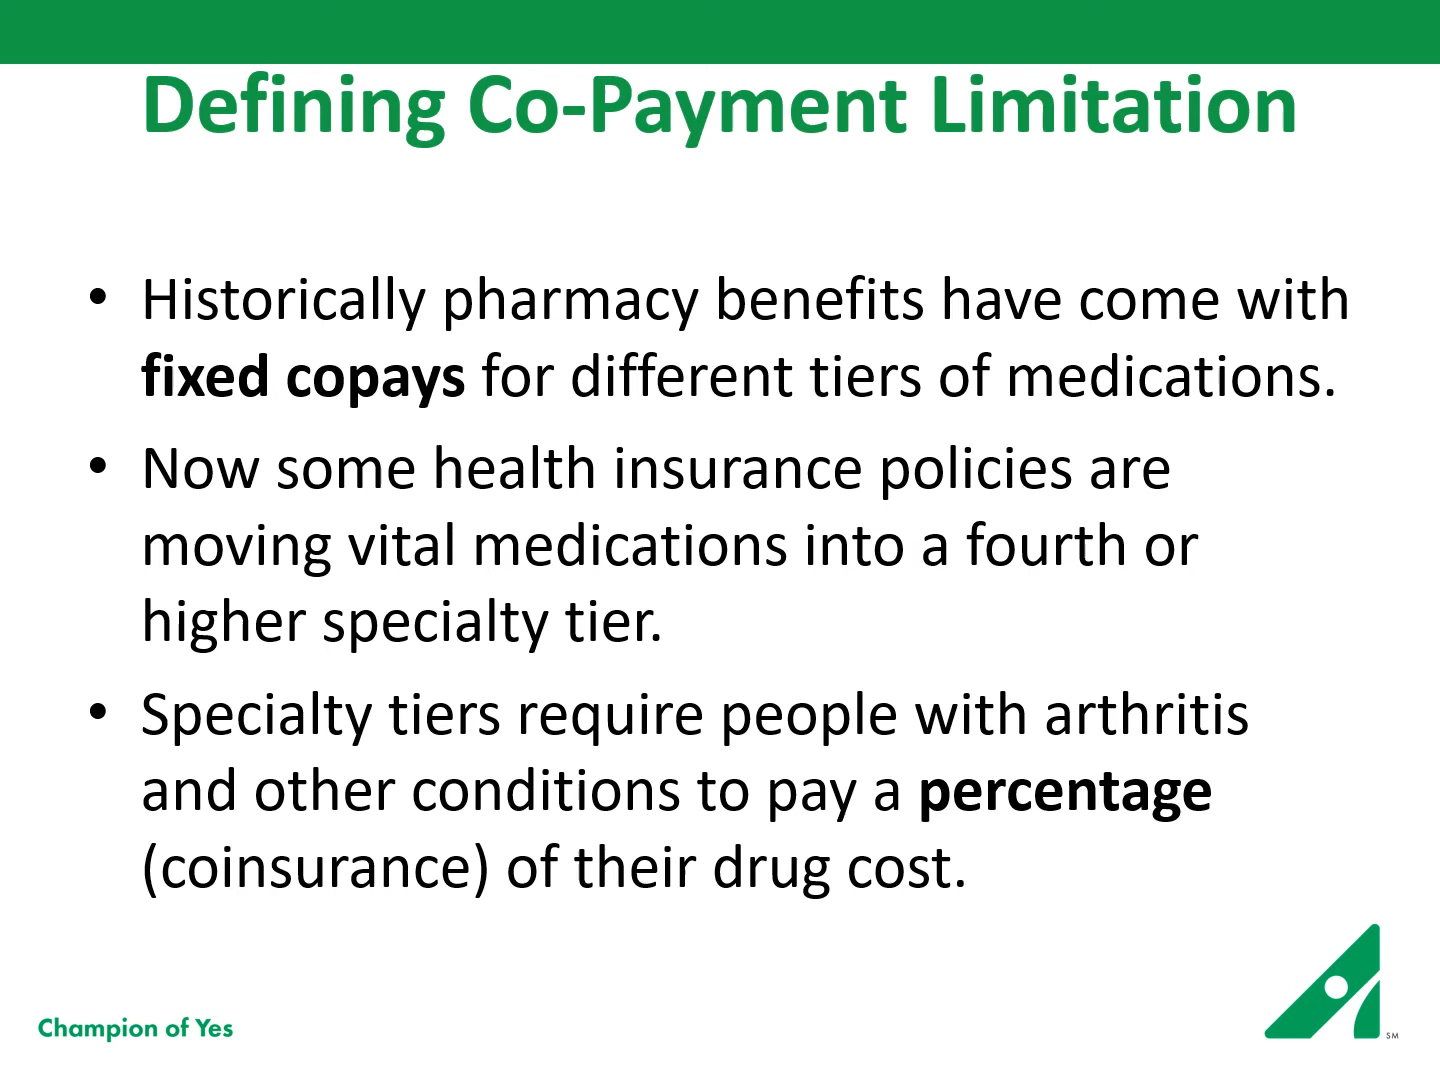 Defining Co-Payment Limitation
• Historically pharmacy benefits have come with
fixed copays for different tiers of medications.
• Now some health insurance policies are
moving vital medications into a fourth or
higher specialty tier.
• Specialty tiers require people with arthritis
and other conditions to pay a percentage
(coinsurance) of their drug cost.
Champion of Yes
SM